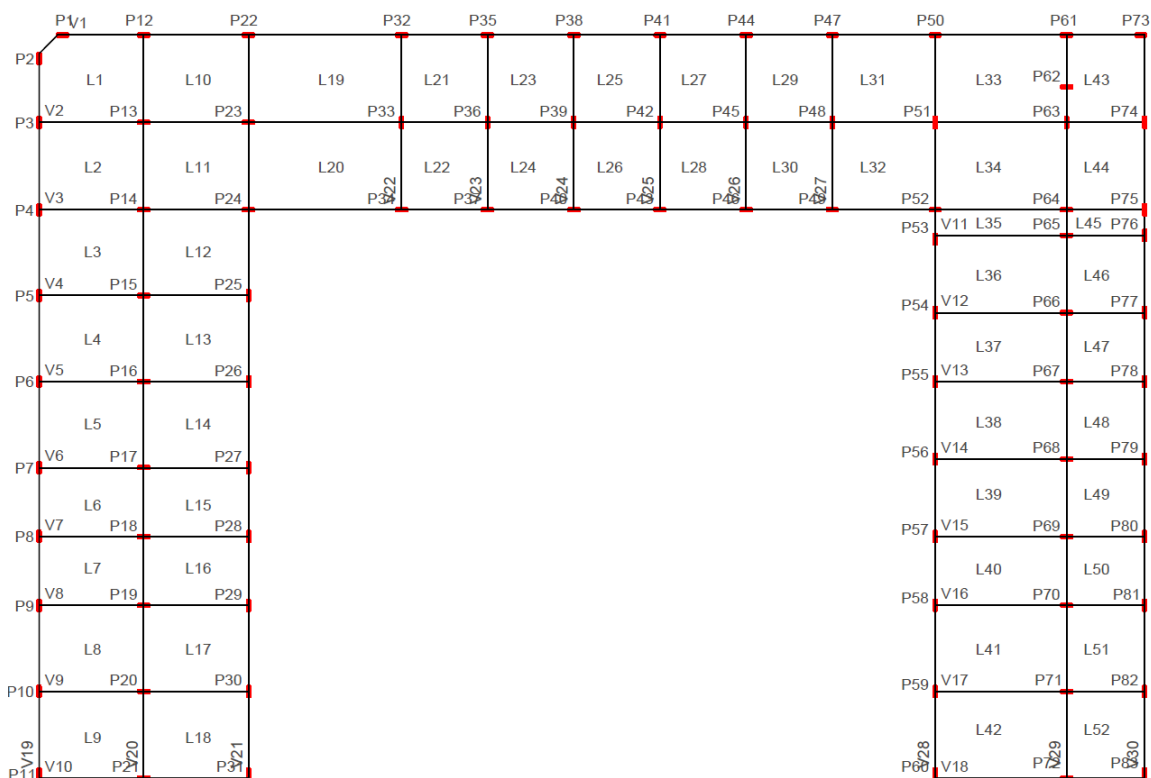 P1 V1 P12 P22 P32 P35 P38 P41 P44 P47 P50 P61 P73
P2
L1 L10 L19 L21 L23 L25 L27 L29 L31 L33 P62 L43
P3 V2 P13 P23 P33 P36 P39 P42 P45 P48 P51 P63 P74
L2 L11 L20 L22 L24 L26 L28 L30 L32 L34 L44
V22 V23 V24 V25 V26 V27
P4 V3 P14 P24 P34 P37 P40 P43 P46 P49 P52 P64 P75
P53 V11 L35 P65 L45 P76
L3 L12
L36 L46
P5 V4 P15 P25
P54 V12 P66 P77
L4 L13 L37 L47
P6 V5 P16 P26 P55 V13 P67 P78
L5 L14 L38 L48
P7 V6 P17 P27 P56 V14 P68 P79
L6 L15 L39 L49
P8 V7 P18 P28 P57 V15 P69 P80
L7 L16 L40 L50
P9 V8 P19 P29 P58 V16 P70 P81
L8 L17 L41 L51
P10 V9 P20 P30 P59 V17 P71 P82
L9 L18 L42 L52
V19 V20 V21 V28 V29 V30
P11 V10 P21 P31 P60 V18 P72 P83